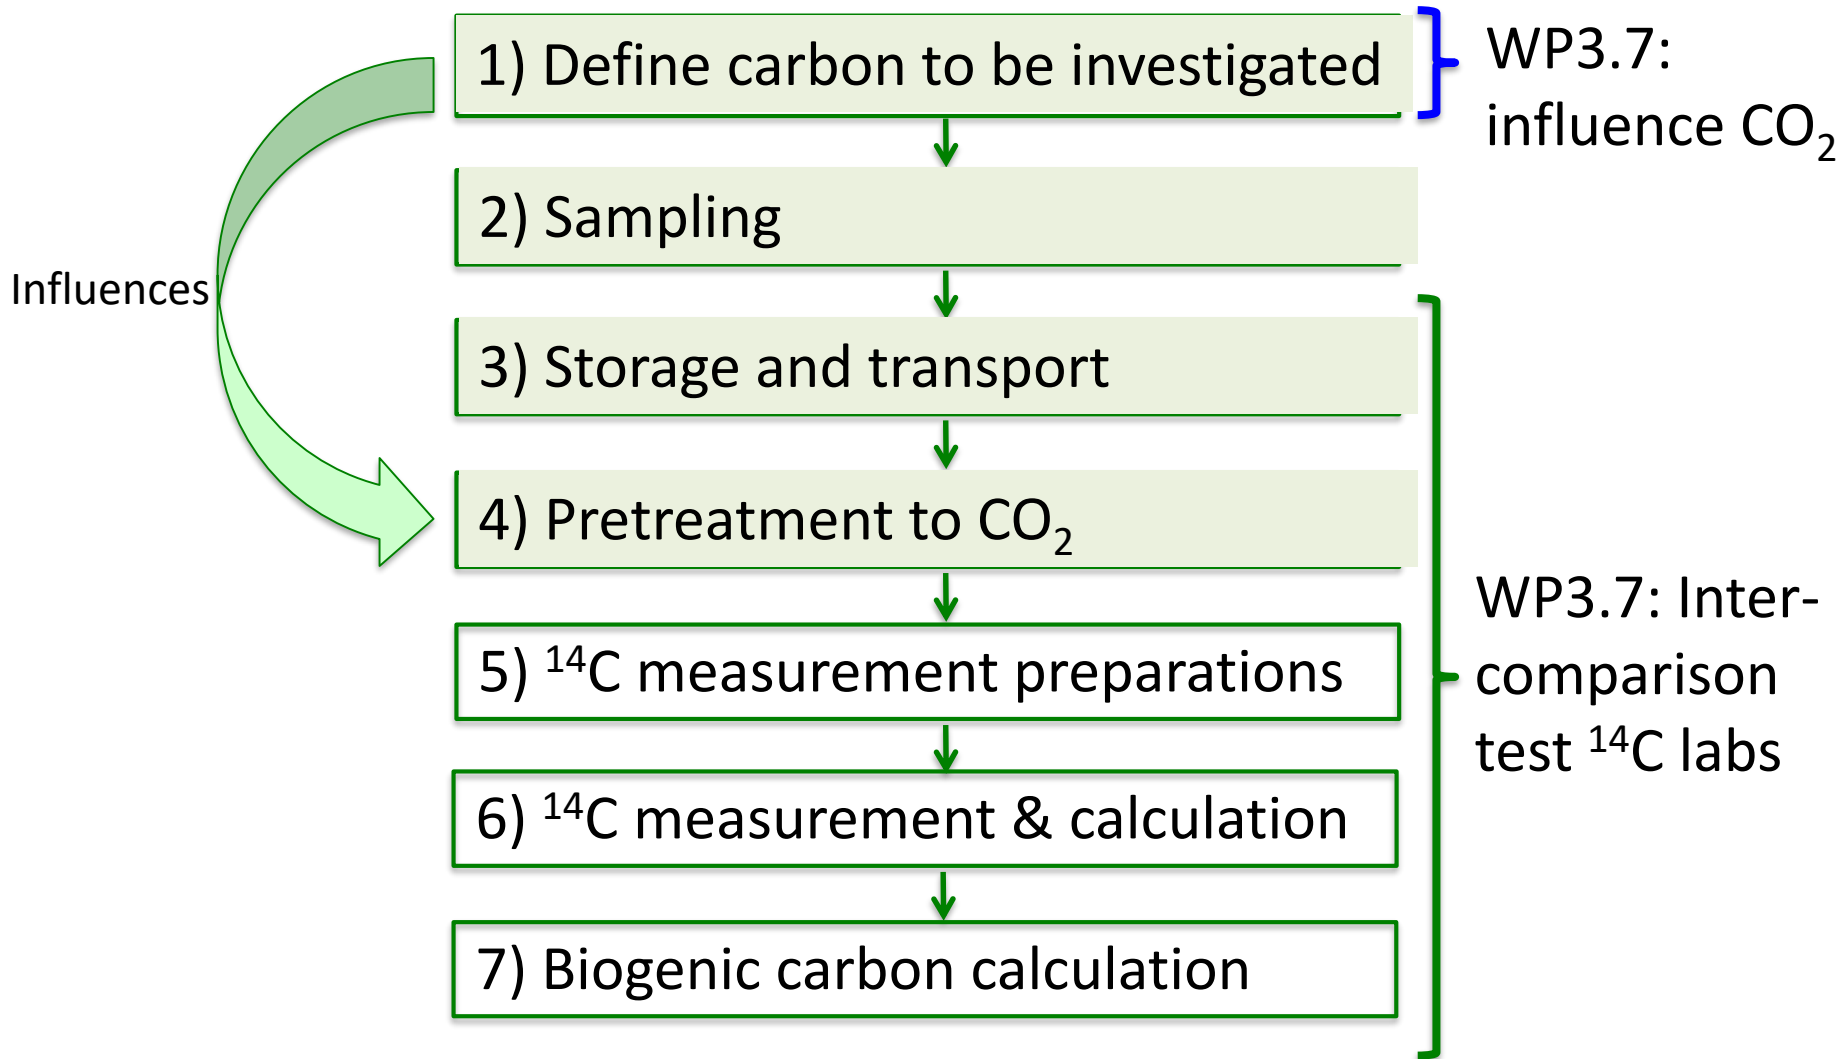 1) Define carbon to be investigated
WP3.7:
influence CO₂
2) Sampling
Influences
3) Storage and transport
4) Pretreatment to CO₂
WP3.7: Inter-
comparison
test ¹⁴C labs
5) ¹⁴C measurement preparations
6) ¹⁴C measurement & calculation
7) Biogenic carbon calculation